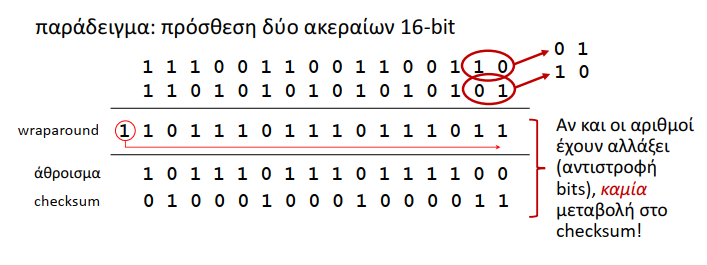 παράδειγμα: πρόσθεση δύο ακεραίων 16-bit
1 1 1 0 0 1 1 0 0 1 1 0 0 1 1 0
1 1 0 1 0 1 0 1 0 1 0 1 0 1 0 1
0 1
1 0
wraparound 1 1 0 1 1 1 0 1 1 1 0 1 1 1 0 1 1
άθροισμα 1 0 1 1 1 0 1 1 1 0 1 1 1 1 0 0
checksum 0 1 0 0 0 1 0 0 0 1 0 0 0 0 1 1
Αν και οι αριθμοί
έχουν αλλάξει
(αντιστροφή
bits), καμία
μεταβολή στο
checksum!